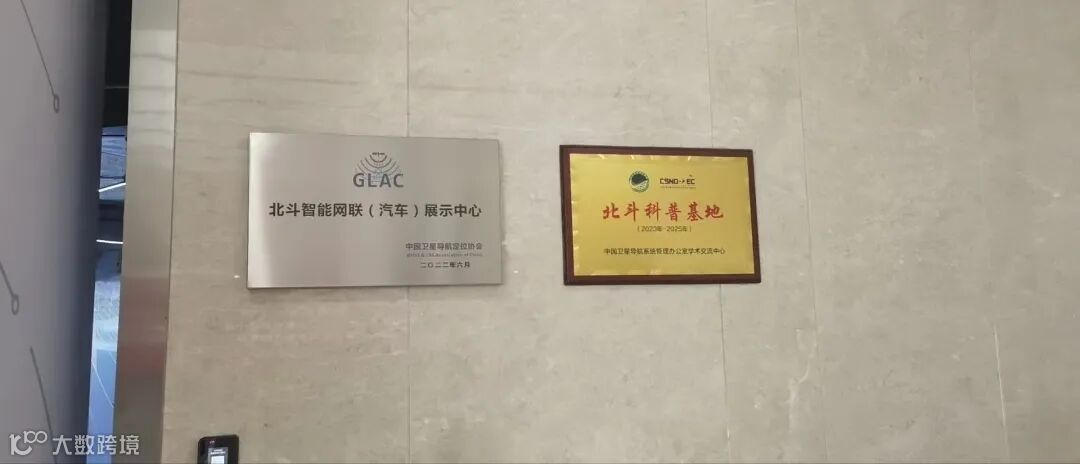 GLAC
北斗智能网联（汽车）展示中心
中国卫星导航定位协会
二〇二二年六月
北斗科普基地
（2023年-2025年）
中国卫星导航系统管理办公室学术交流中心
大数跨境